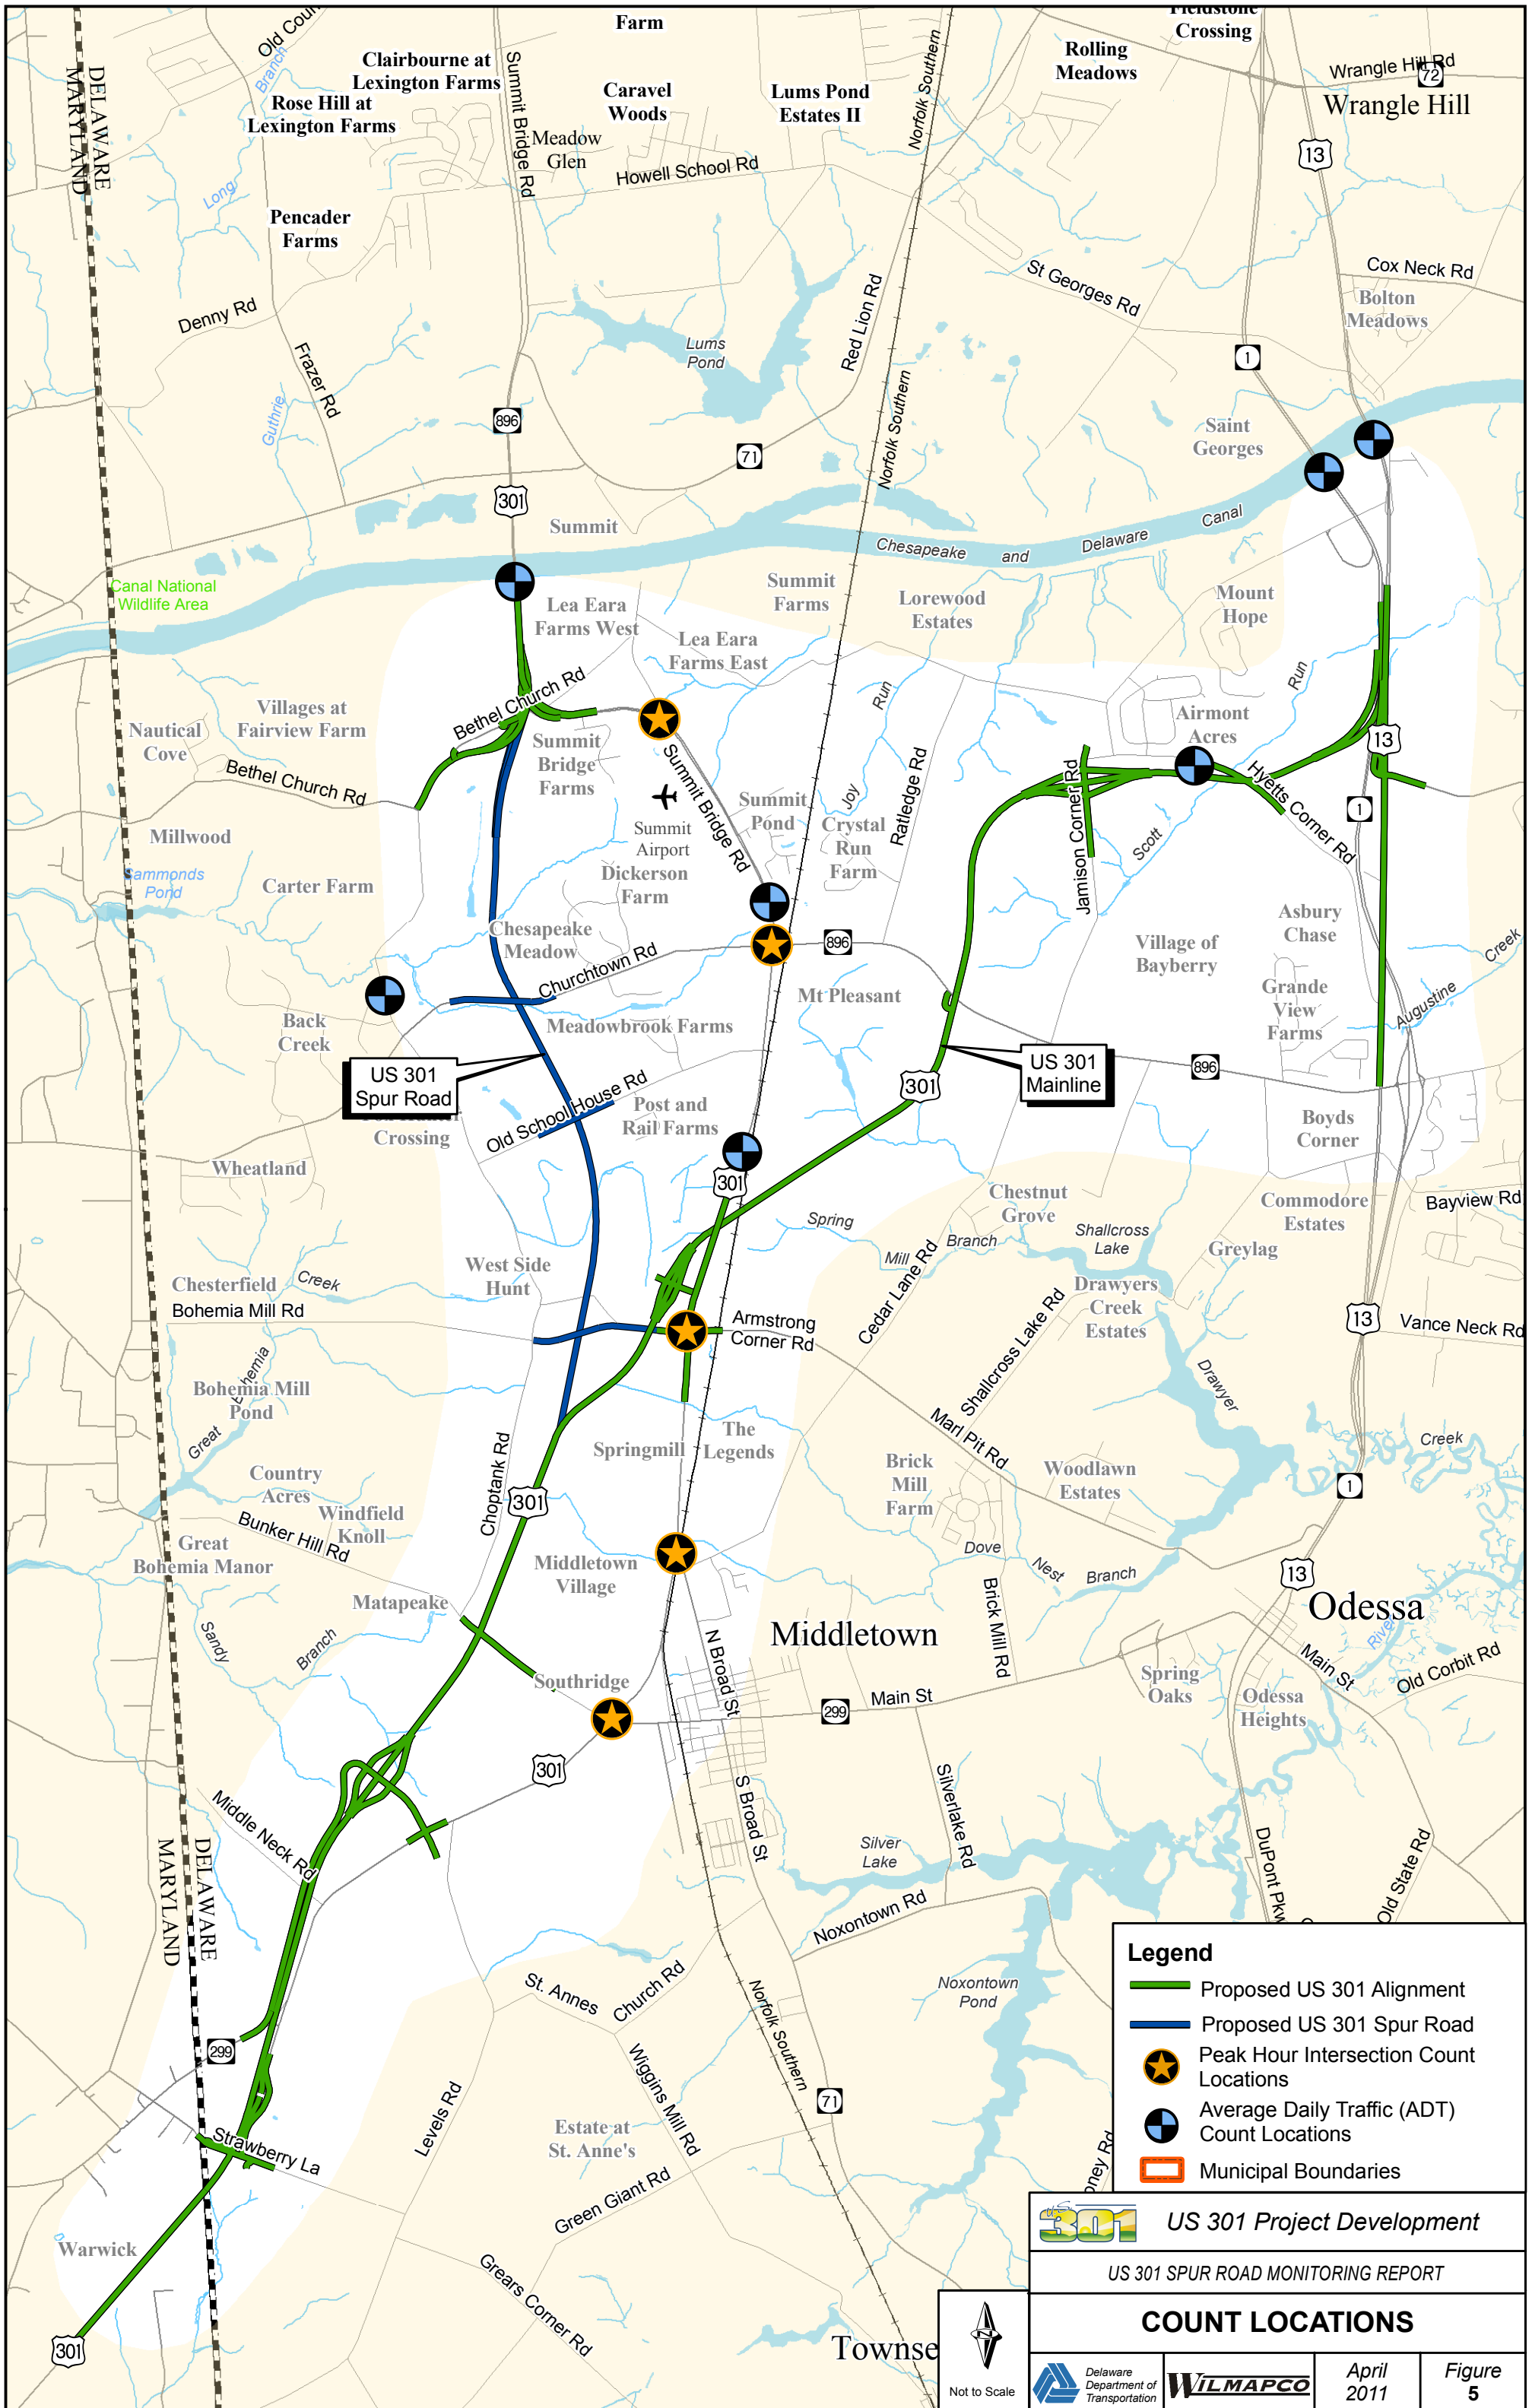 Farm
Fieldstone
Crossing
Old Coun
Clairbourne at
Lexington Farms
Rolling
Meadows
Wrangle Hill Rd
72
Wrangle Hill
DELAWARE
MARYLAND
Branch
Rose Hill at
Lexington Farms
Summit Bridge Rd
Caravel
Woods
Lums Pond
Estates II
Norfolk Southern
Meadow
Glen
Howell School Rd
13
Long
Pencader
Farms
Red Lion Rd
St Georges Rd
Cox Neck Rd
Bolton
Meadows
Denny Rd
Frazer Rd
Lums
Pond
1
Guthrie
896
71
Norfolk Southern
Saint
Georges
301
Summit
Chesapeake
and
Delaware
Canal
Canal National
Wildlife Area
Lea Eara
Farms West
Summit
Farms
Lorewood
Estates
Mount
Hope
Lea Eara
Farms East
Run
Run
Bethel Church Rd
Villages at
Fairview Farm
Nautical
Cove
Airmont
Acres
13
Summit
Bridge
Farms
Bethel Church Rd
Summit Bridge Rd
Ratledge Rd
Jamison Corner Rd
Hyetts Corner Rd
Joy
Summit
Pond
1
Millwood
Summit
Airport
Crystal
Run
Farm
Scott
Sammonds
Pond
Carter Farm
Dickerson
Farm
Asbury
Chase
Chesapeake
Meadow
Churchtown Rd
896
Village of
Bayberry
Creek
Mt Pleasant
Grande
View
Farms
Augustine
Back
Creek
Meadowbrook Farms
US 301
Spur Road
US 301
Mainline
896
301
Old School House Rd
Post and
Rail Farms
Crossing
Boyds
Corner
Wheatland
301
Chestnut
Grove
Commodore
Estates
Bayview Rd
Spring
Mill
Branch
Shallcross
Lake
Greylag
West Side
Hunt
Chesterfield
Creek
Bohemia Mill Rd
Cedar Lane Rd
Drawyers
Creek
Estates
Armstrong
Corner Rd
13
Vance Neck Rd
Shallcross Lake Rd
Bohemia
Great
Bohemia Mill
Pond
Drawyer
Marl Pit Rd
Springmill
The
Legends
Creek
Choptank Rd
Brick
Mill
Farm
Woodlawn
Estates
Country
Acres
1
301
Windfield
Knoll
Bunker Hill Rd
Great
Bohemia Manor
Middletown
Village
Dove
Nest
Branch
13
Matapeake
Brick Mill Rd
Odessa
Sandy
Branch
Middletown
N Broad St
River
Main St
Old Corbit Rd
Southridge
Spring
Oaks
Main St
299
Odessa
Heights
301
Middle Neck Rd
S Broad St
Silverlake Rd
Silver
Lake
DuPont Pkw
Old State Rd
DELAWARE
MARYLAND
Noxontown Rd
St. Annes
Church Rd
Norfolk Southern
Noxontown
Pond
299
Wiggins Mill Rd
71
Levels Rd
Estate at
St. Anne's
Strawberry La
Green Giant Rd
oney Rd
Warwick
Grears Corner Rd
301
Townse
Legend
Proposed US 301 Alignment
Proposed US 301 Spur Road
Peak Hour Intersection Count
Locations
Average Daily Traffic (ADT)
Count Locations
Municipal Boundaries
301
US 301 Project Development
US 301 SPUR ROAD MONITORING REPORT
COUNT LOCATIONS
N
Not to Scale
Delaware
Department of
Transportation
WILMAPCO
April
2011
Figure
5